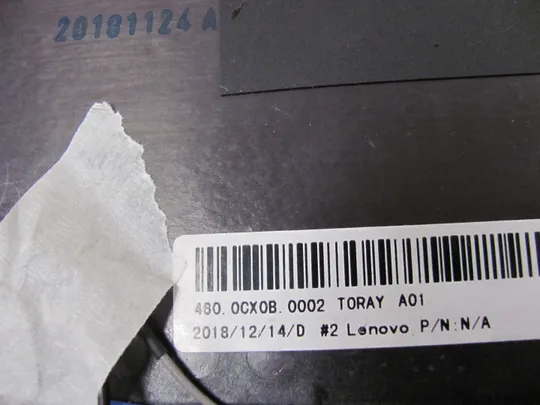 20181124 A
460.0CX0B.0002 TORAY A01
2018/12/14/D #2 Lenovo P/N:N/A